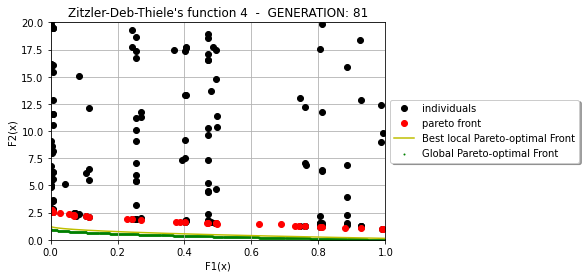 Zitzler-Deb-Thiele's function 4 - GENERATION: 81
20.0
17.5
15.0
12.5
10.0
7.5
5.0
2.5
0.0
F2(x)
0.0 0.2 0.4 0.6 0.8 1.0
F1(x)
individuals
pareto front
Best local Pareto-optimal Front
Global Pareto-optimal Front